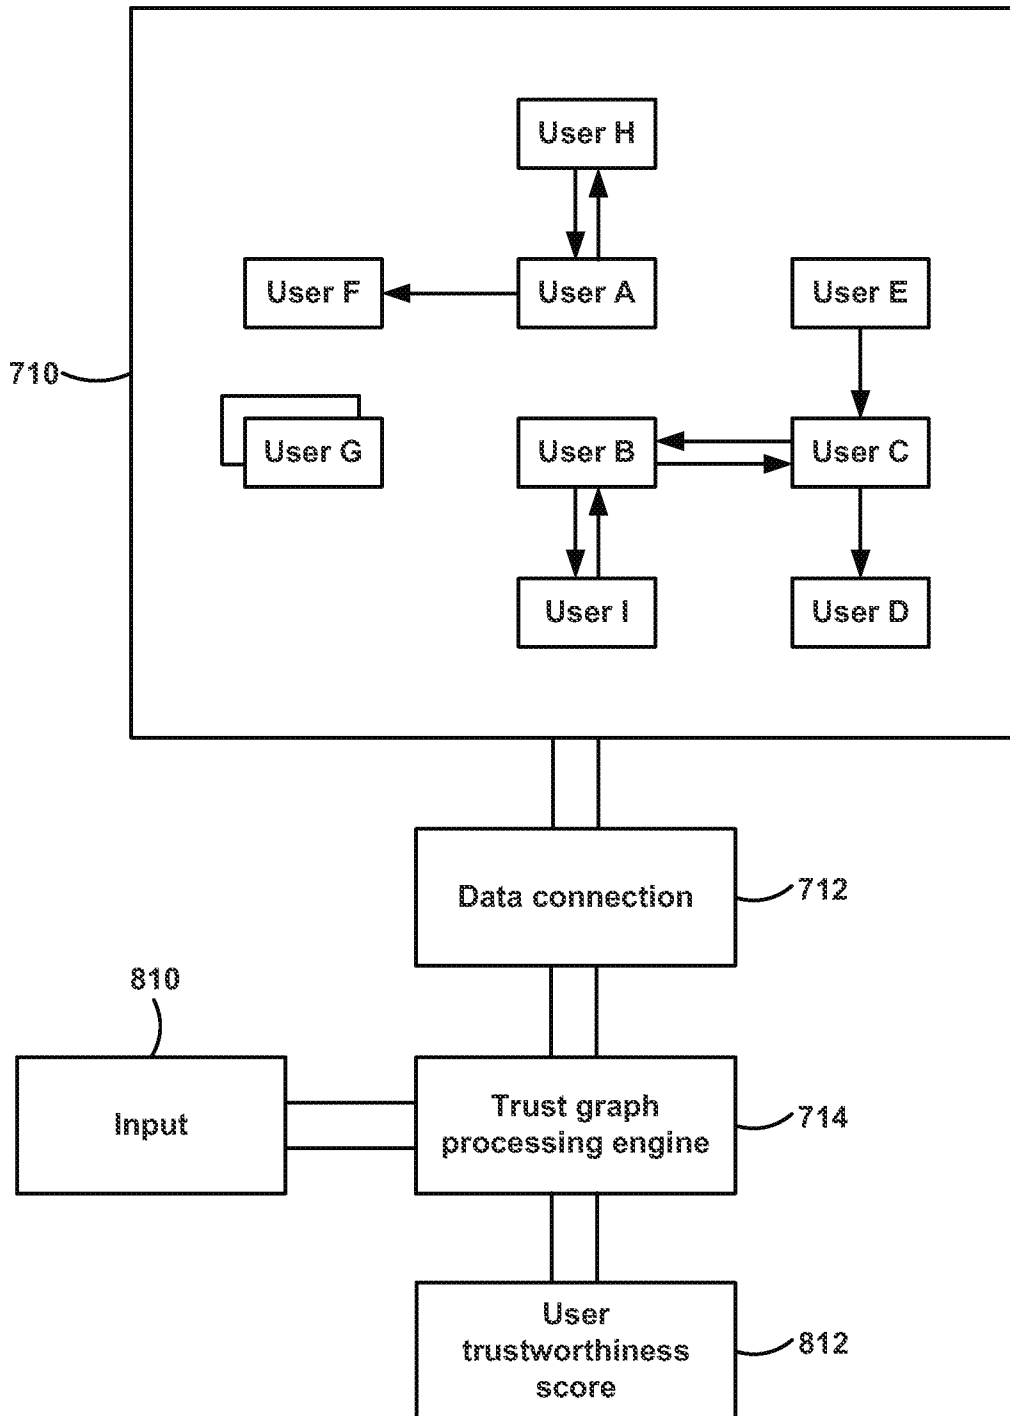 User H
User F
User A
User E
710
User G
User B
User C
User I
User D
Data connection
712
810
Input
Trust graph
processing engine
714
User
trustworthiness
score
812